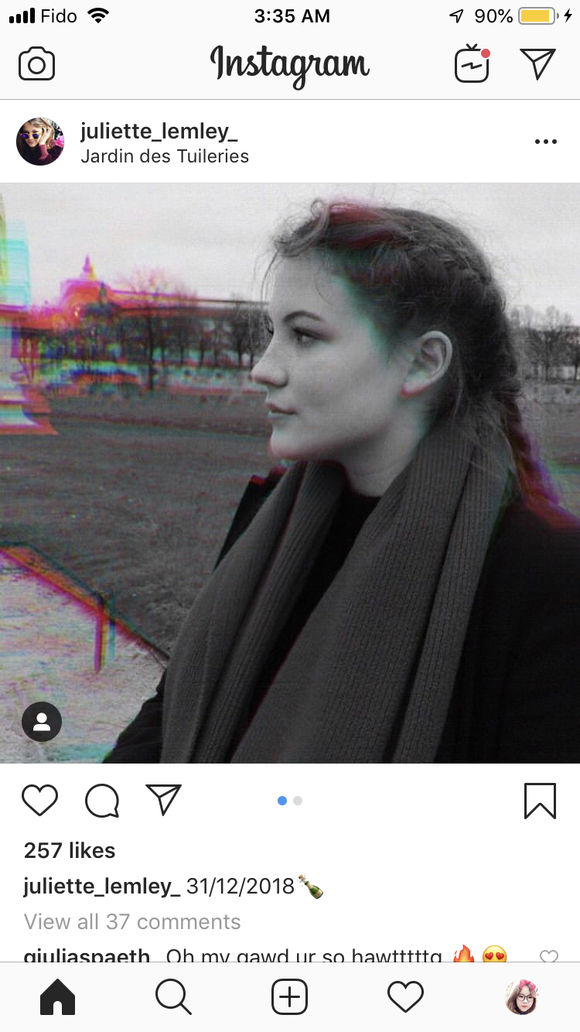 Fido 3:35 AM 90%
Instagram
juliette_lemley_
Jardin des Tuileries
257 likes
juliette_lemley_ 31/12/2018🍾
View all 37 comments
giuliaspaeth Oh my gawd ur so hawtttttg 🔥😍